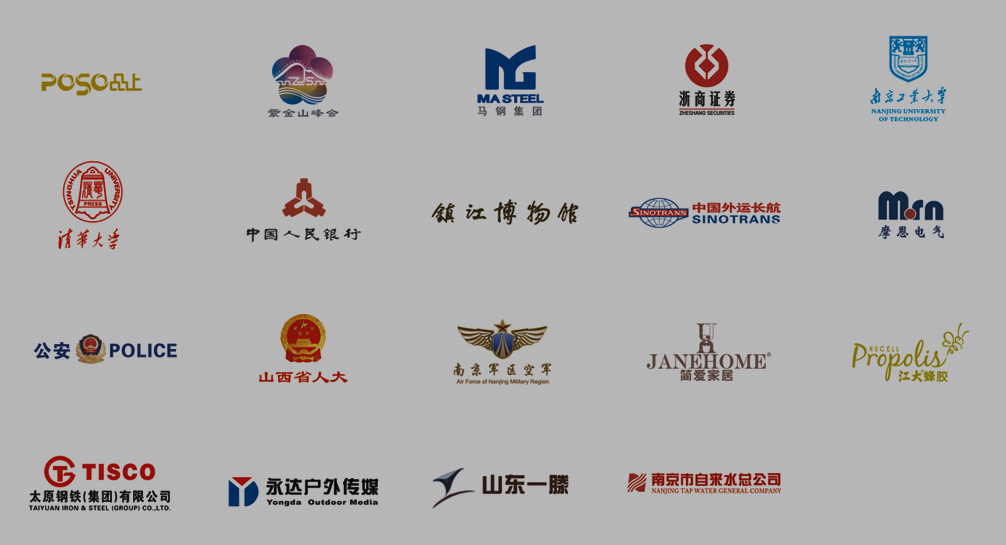 POSO品上
ZJS
紫金山峰会
MA STEEL
马钢集团
浙商证券
ZHESHANG SECURITIES
南京工业大学
NANJING UNIVERSITY
OF TECHNOLOGY
TSINGHUA UNIVERSITY
PRESS
清华大学
中国人民银行
镇江博物馆
SINOTRANS
中国外运长航
SINOTRANS
Morn
摩恩电气
公安 POLICE
山西省人大
南京军区空军
Air Force of Nanjing Military Region
JANEHOME®
简爱家居
HUCELL
Propolis
江大蜂胶
TISCO
太原钢铁(集团)有限公司
TAIYUAN IRON & STEEL (GROUP) CO.,LTD.
永达户外传媒
Yongda Outdoor Media
山东一滕
南京市自来水总公司
NANJING TAP WATER GENERAL COMPANY